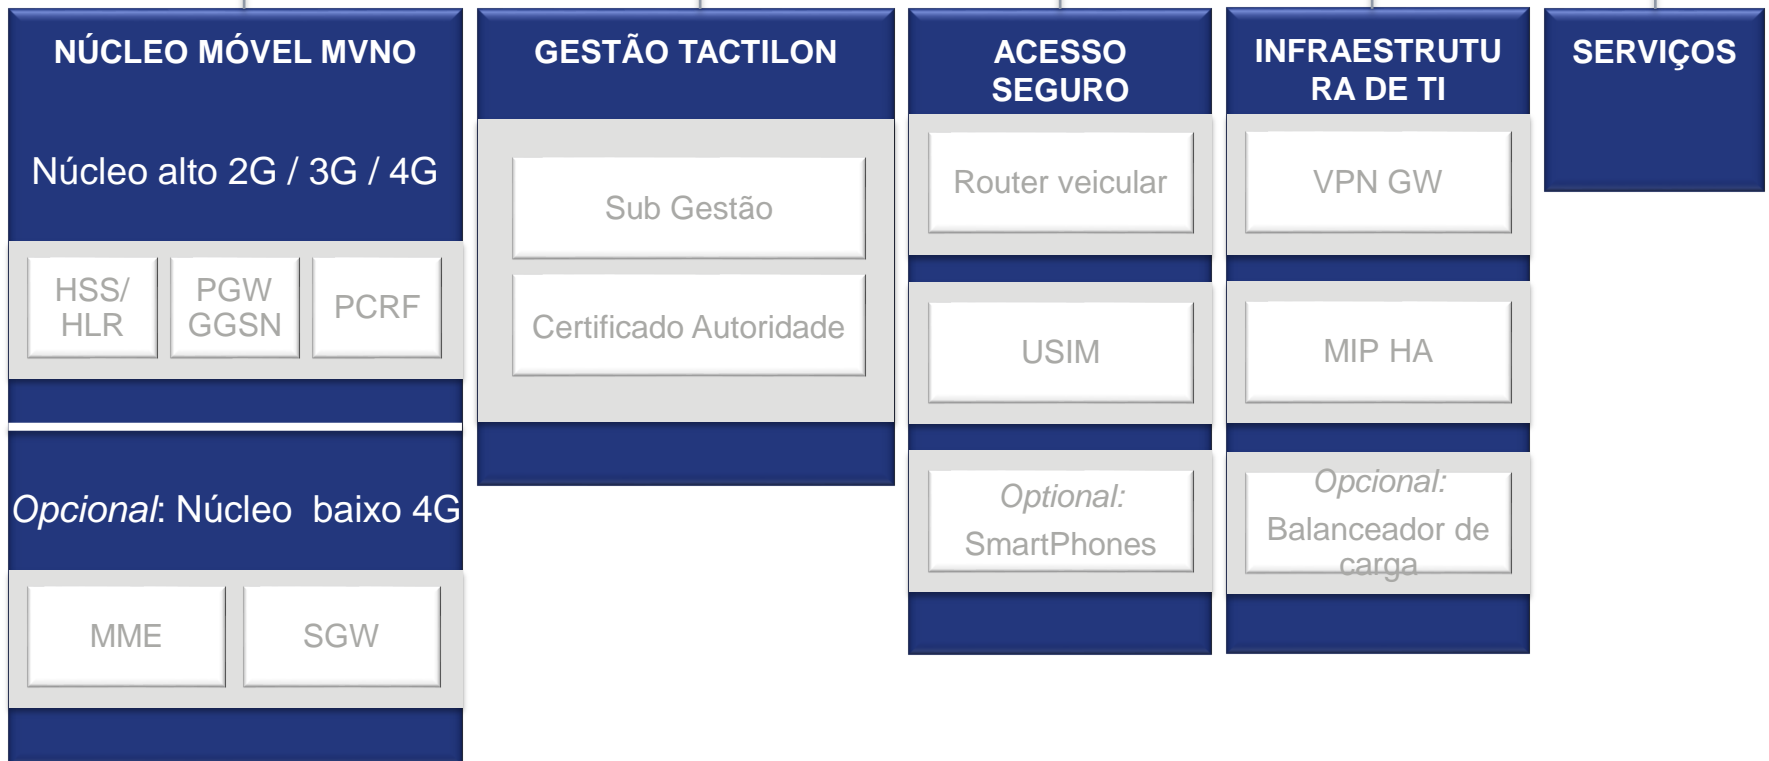 NÚCLEO MÓVEL MVNO
Núcleo alto 2G / 3G / 4G
HSS/
HLR
PGW
GGSN
PCRF
Opcional: Núcleo baixo 4G
MME
SGW
GESTÃO TACTILON
Sub Gestão
Certificado Autoridade
ACESSO
SEGURO
Router veicular
USIM
Optional:
SmartPhones
INFRAESTRUTU
RA DE TI
VPN GW
MIP HA
Opcional:
Balanceador de
carga
SERVIÇOS